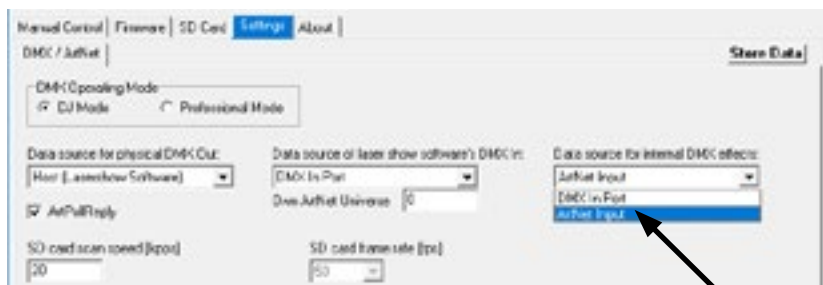 Manual Control | Firmware | SD Card | Settings | About |
DMX / ArtNet | Store Data
DMX Operating Mode
DJ Mode Professional Mode
Data source for physical DMX Out: Data source of laser show software's DMX In: Data source for internal DMX effects:
Host (Lasershow Software) DMX In Port ArtNet Input
Own ArtNet Universe 0 DMX In Port
ArtPollReply ArtNet Input
SD card scan speed [kpps] SD card frame rate [fps]
30 50